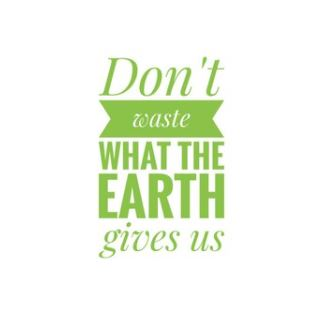 Don't
waste
WHAT THE
EARTH
gives us